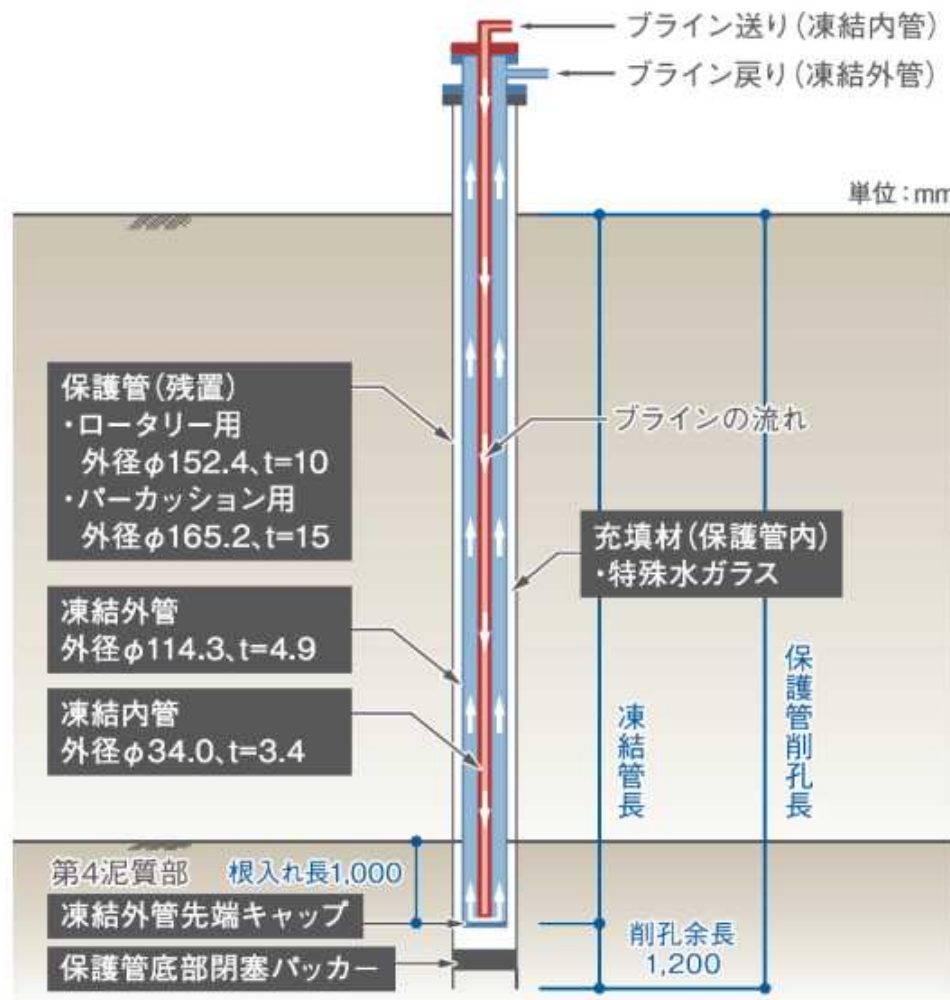 ブライン送り(凍結内管)
ブライン戻り(凍結外管)
単位:mm
保護管(残置)
・ロータリー用
外径φ152.4、t=10
・パーカッション用
外径φ165.2、t=15
ブラインの流れ
充填材(保護管内)
・特殊水ガラス
凍結外管
外径φ114.3、t=4.9
凍結内管
外径φ34.0、t=3.4
凍結管長
保護管削孔長
第4泥質部
根入れ長1,000
凍結外管先端キャップ
保護管底部閉塞パッカー
削孔余長
1,200